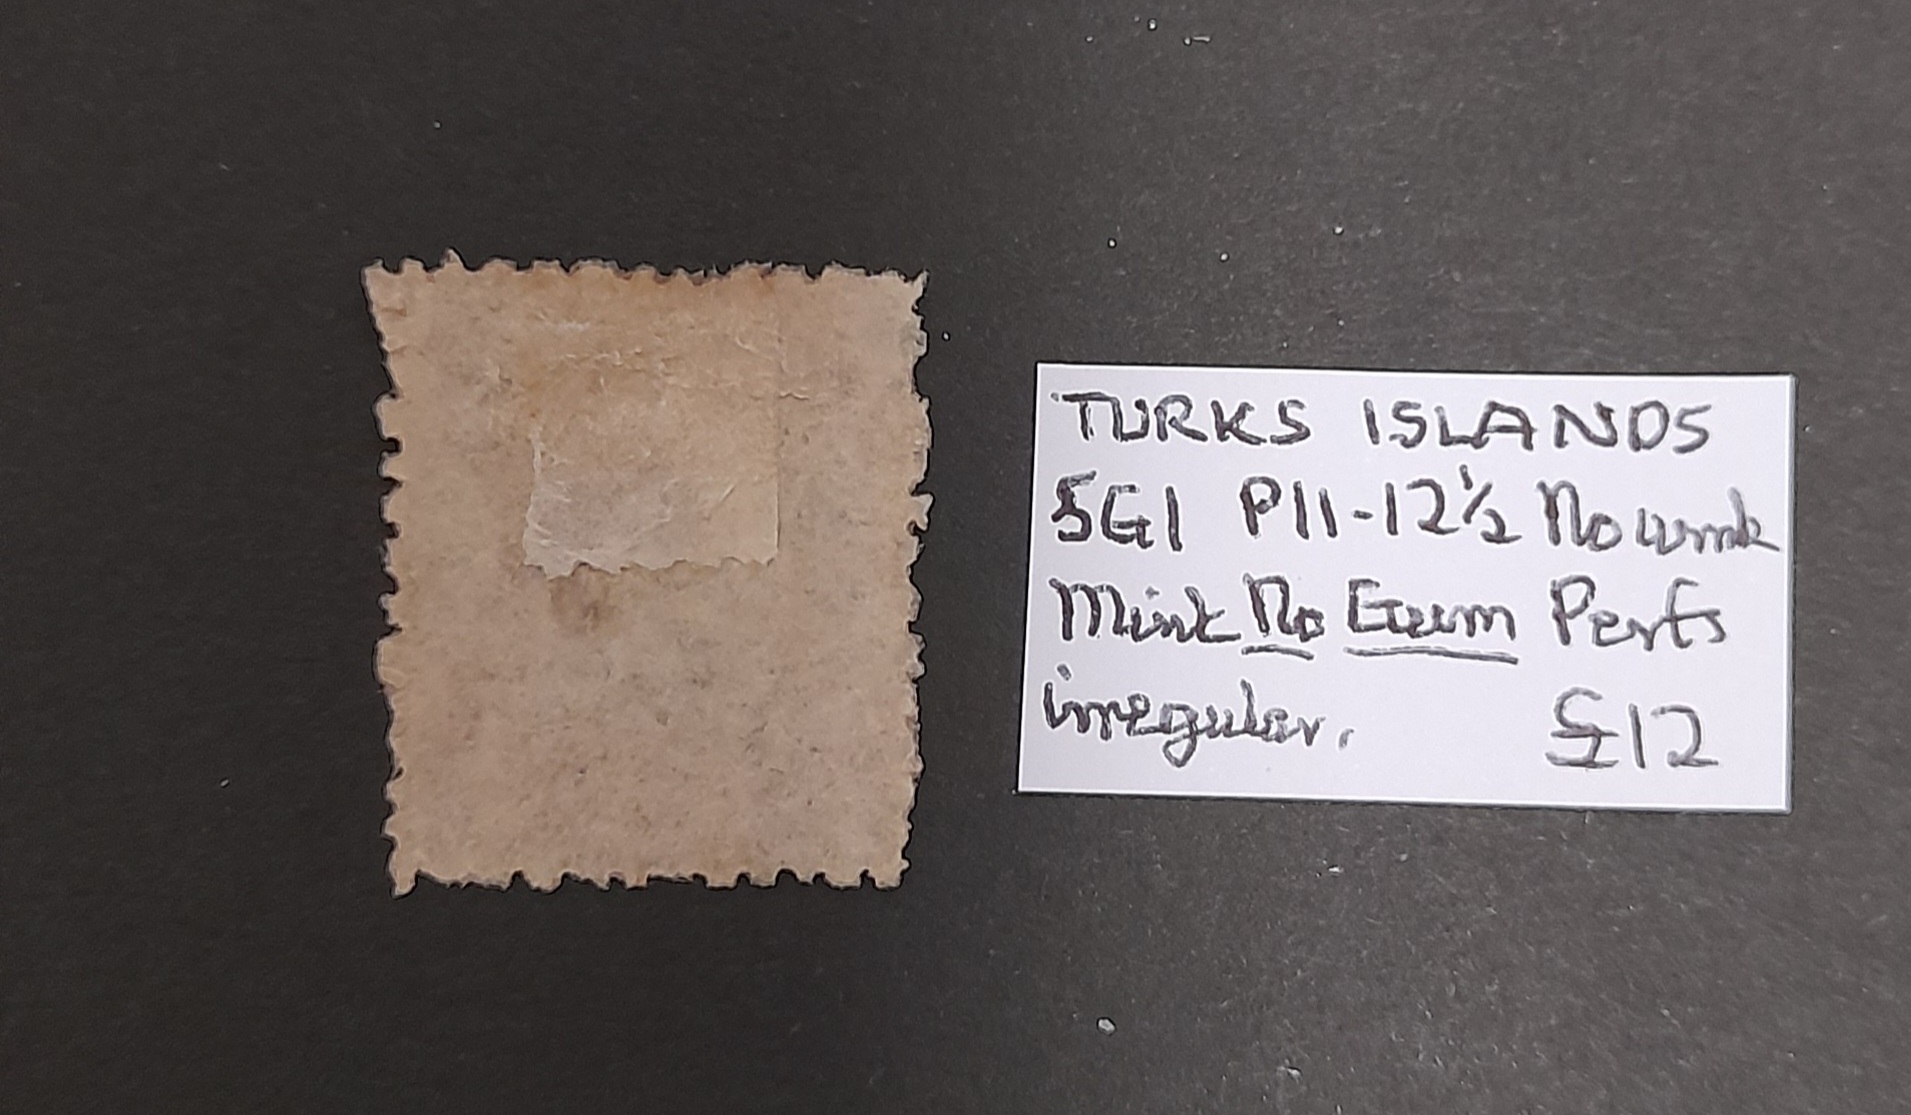 TURKS ISLANDS
SG1 P11-12½ No wmk
Mint No Gum Perfs
irregular. £12